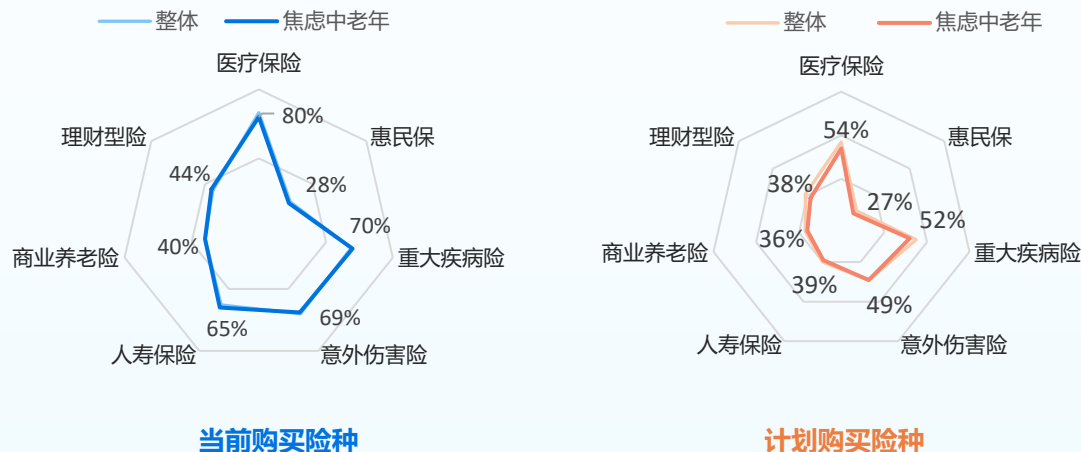 整体 焦虑中老年
医疗保险
80%
惠民保
28%
70%
重大疾病险
69%
意外伤害险
65%
人寿保险
40%
商业养老险
44%
理财型险
当前购买险种
整体 焦虑中老年
医疗保险
54%
惠民保
27%
52%
重大疾病险
49%
意外伤害险
39%
人寿保险
36%
商业养老险
38%
理财型险
计划购买险种